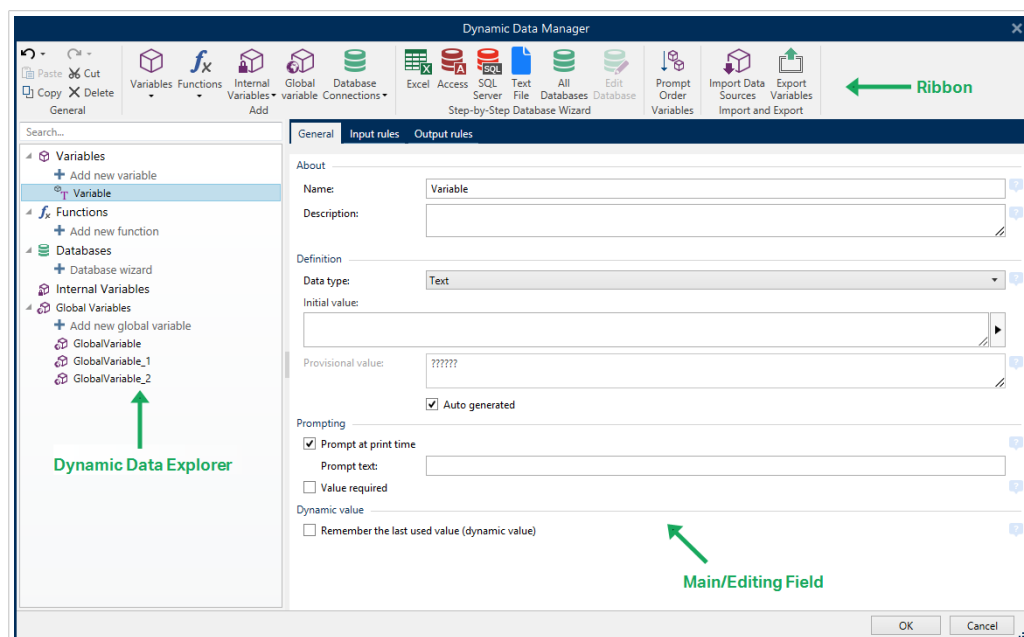 Dynamic Data Manager
Paste Cut
Copy Delete
General
Variables Functions Internal Variables Global variable Database Connections
Add
Excel Access SQL Server Text File All Databases Edit Database
Step-by-Step Database Wizard
Prompt Order
Variables
Import Data Sources Export Variables
Import and Export
Ribbon
Search...
General Input rules Output rules
Variables
Add new variable
Variable
Functions
Add new function
Databases
Database wizard
Internal Variables
Global Variables
Add new global variable
GlobalVariable
GlobalVariable_1
GlobalVariable_2
Dynamic Data Explorer
About
Name: Variable
Description:
Definition
Data type: Text
Initial value:
Provisional value: ??????
Auto generated
Prompting
Prompt at print time
Prompt text:
Value required
Dynamic value
Remember the last used value (dynamic value)
Main/Editing Field
OK Cancel